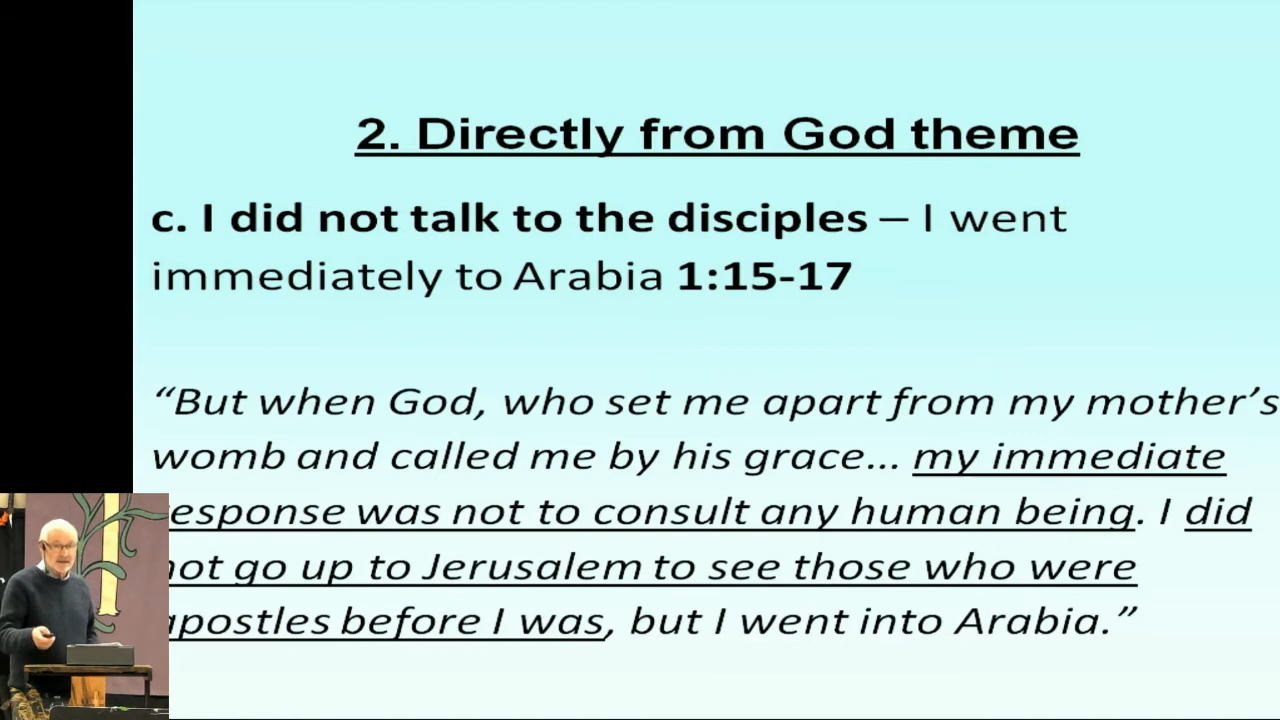 2. Directly from God theme
c. I did not talk to the disciples – I went
immediately to Arabia 1:15-17
“But when God, who set me apart from my mother’s
womb and called me by his grace... my immediate
response was not to consult any human being. I did
not go up to Jerusalem to see those who were
apostles before I was, but I went into Arabia.”